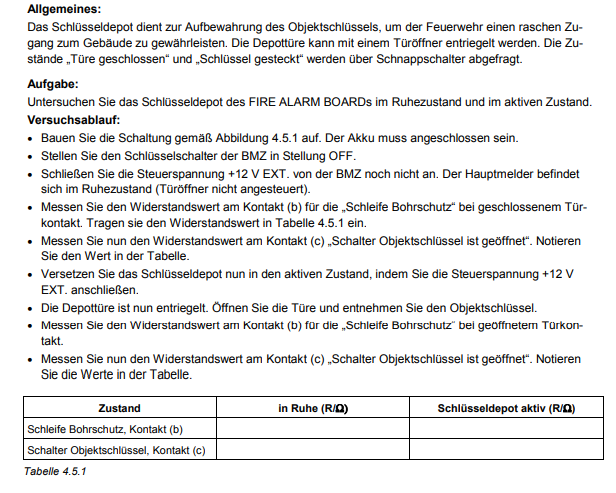 Allgemeines:
Das Schlüsseldepot dient zur Aufbewahrung des Objektschlüssels, um der Feuerwehr einen raschen Zu-
gang zum Gebäude zu gewährleisten. Die Depottüre kann mit einem Türöffner entriegelt werden. Die Zu-
stände „Türe geschlossen“ und „Schlüssel gesteckt“ werden über Schnappschalter abgefragt.
Aufgabe:
Untersuchen Sie das Schlüsseldepot des FIRE ALARM BOARDs im Ruhezustand und im aktiven Zustand.
Versuchsablauf:
• Bauen Sie die Schaltung gemäß Abbildung 4.5.1 auf. Der Akku muss angeschlossen sein.
• Stellen Sie den Schlüsselschalter der BMZ in Stellung OFF.
• Schließen Sie die Steuerspannung +12 V EXT. von der BMZ noch nicht an. Der Hauptmelder befindet
sich im Ruhezustand (Türöffner nicht angesteuert).
• Messen Sie den Widerstandswert am Kontakt (b) für die „Schleife Bohrschutz“ bei geschlossenem Tür-
kontakt. Tragen sie den Widerstandswert in Tabelle 4.5.1 ein.
• Messen Sie nun den Widerstandswert am Kontakt (c) „Schalter Objektschlüssel ist geöffnet“. Notieren
Sie den Wert in der Tabelle.
• Versetzen Sie das Schlüsseldepot nun in den aktiven Zustand, indem Sie die Steuerspannung +12 V
EXT. anschließen.
• Die Depottüre ist nun entriegelt. Öffnen Sie die Türe und entnehmen Sie den Objektschlüssel.
• Messen Sie den Widerstandswert am Kontakt (b) für die „Schleife Bohrschutz“ bei geöffnetem Türkon-
takt.
• Messen Sie nun den Widerstandswert am Kontakt (c) „Schalter Objektschlüssel ist geöffnet“. Notieren
Sie die Werte in der Tabelle.
Zustand in Ruhe (R/Ω) Schlüsseldepot aktiv (R/Ω)
Schleife Bohrschutz, Kontakt (b)
Schalter Objektschlüssel, Kontakt (c)
Tabelle 4.5.1